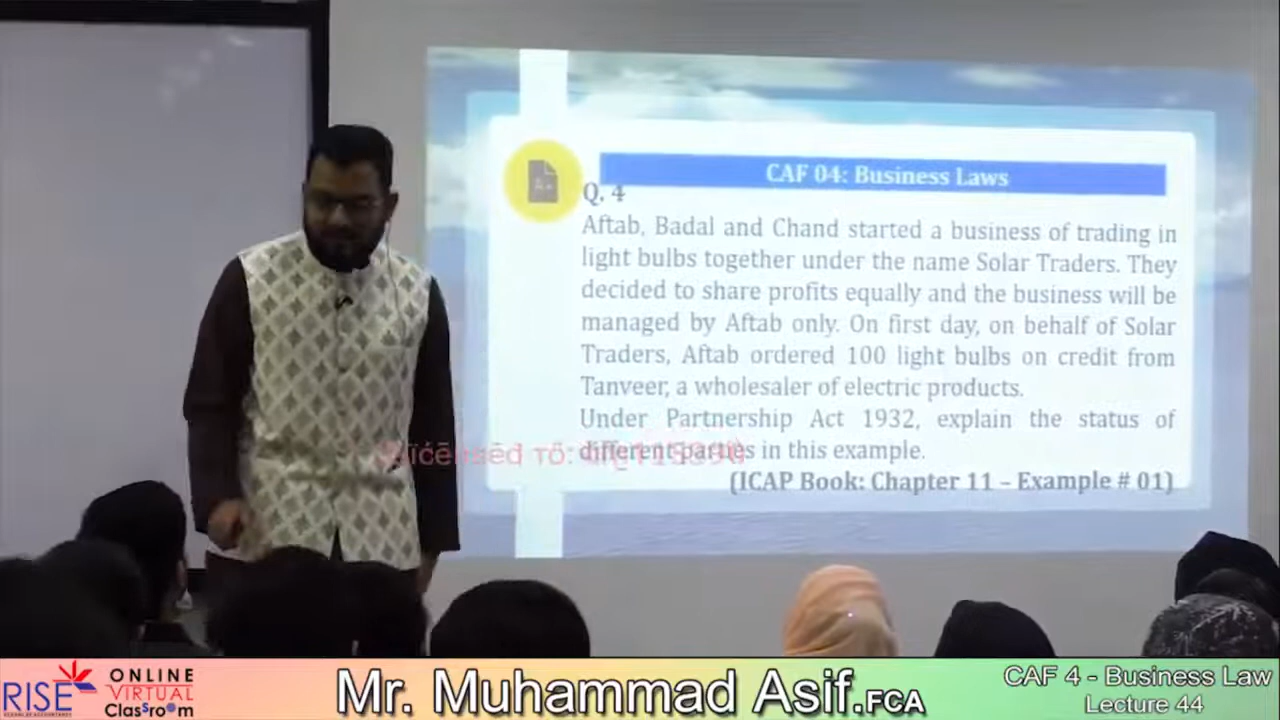 CAF 04: Business Laws
Q. 4
Aftab, Badal and Chand started a business of trading in
light bulbs together under the name Solar Traders. They
decided to share profits equally and the business will be
managed by Aftab only. On first day, on behalf of Solar
Traders, Aftab ordered 100 light bulbs on credit from
Tanveer, a wholesaler of electric products.
Under Partnership Act 1932, explain the status of
different parties in this example.
(ICAP Book: Chapter 11 – Example # 01)
RISE
ONLINE
VIRTUAL
ClasSrooM
Mr. Muhammad Asif.FCA
CAF 4 - Business Law
Lecture 44